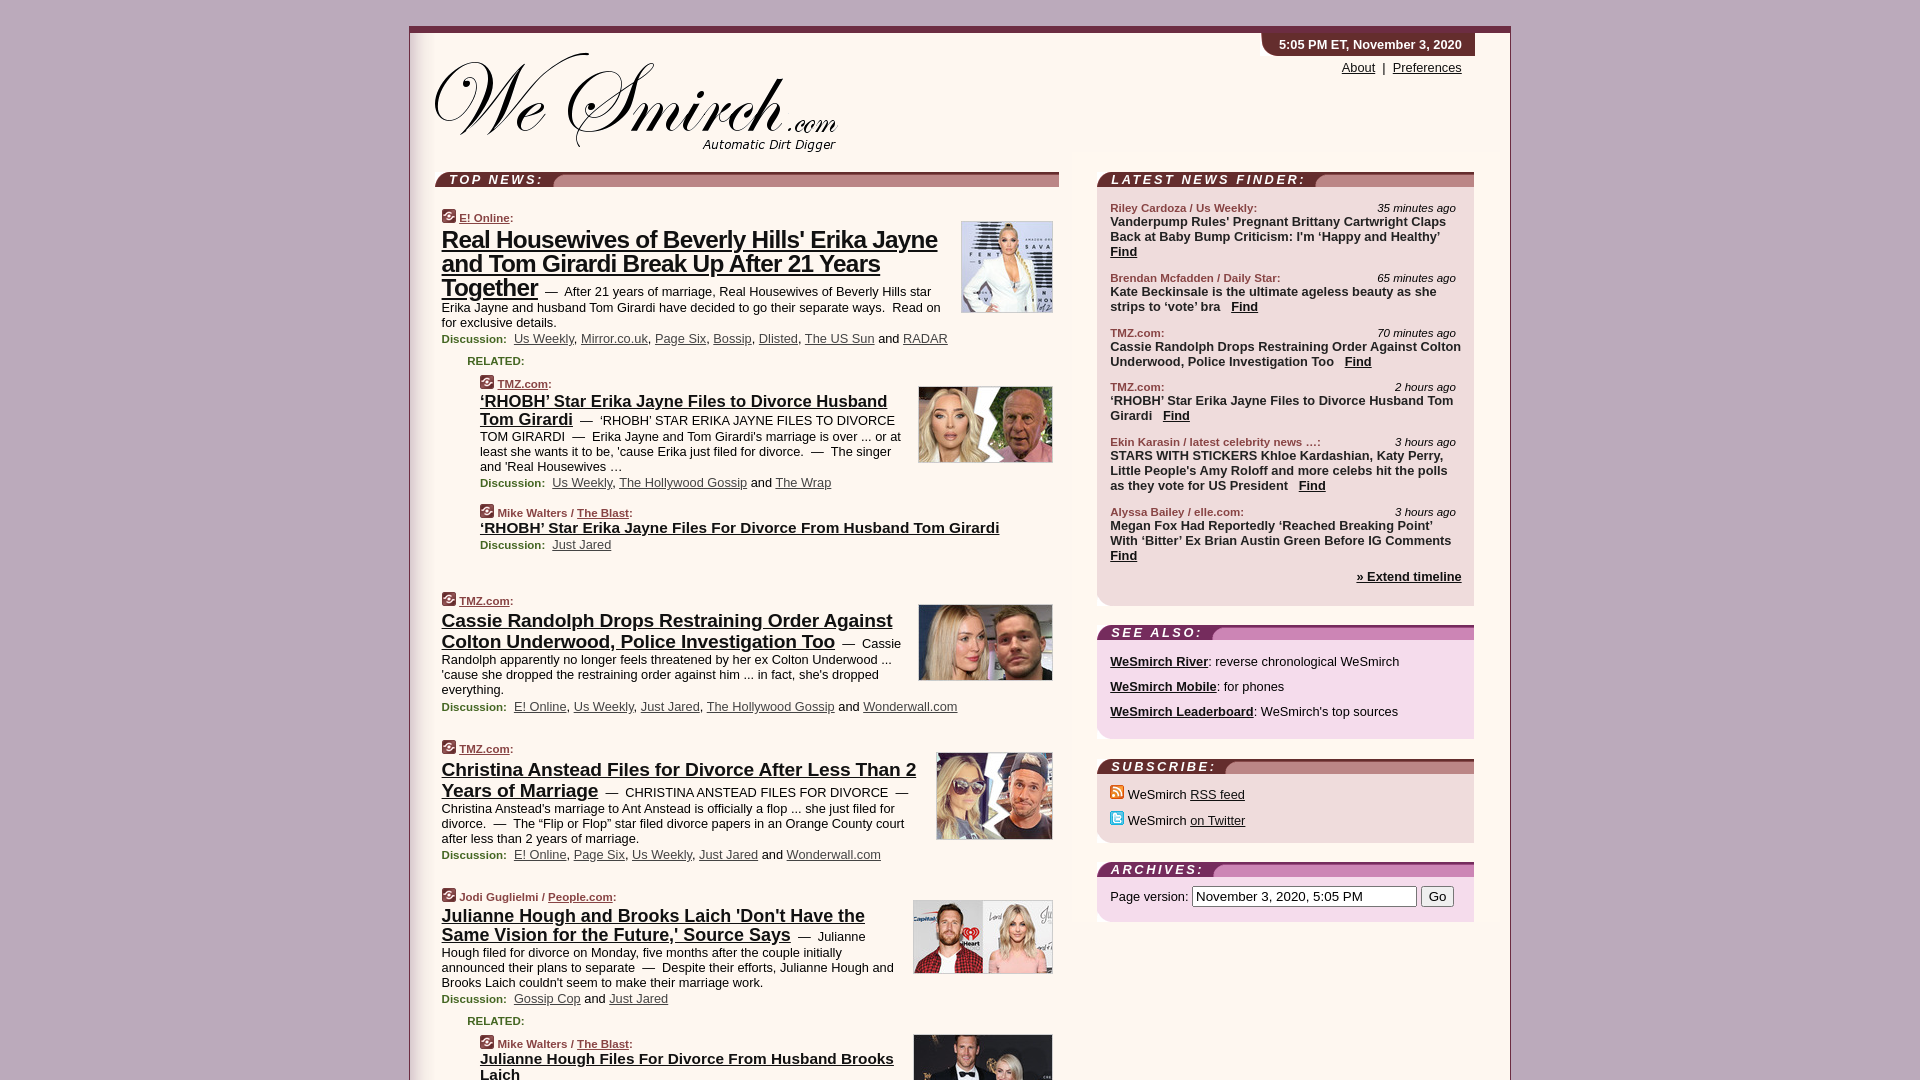 5:05 PM ET, November 3, 2020
About | Preferences
We Smirch .com
Automatic Dirt Digger
TOP NEWS:
E! Online:
Real Housewives of Beverly Hills' Erika Jayne
and Tom Girardi Break Up After 21 Years
Together — After 21 years of marriage, Real Housewives of Beverly Hills star
Erika Jayne and husband Tom Girardi have decided to go their separate ways. Read on
for exclusive details.
Discussion: Us Weekly, Mirror.co.uk, Page Six, Bossip, Dlisted, The US Sun and RADAR
RELATED:
TMZ.com:
‘RHOBH’ Star Erika Jayne Files to Divorce Husband
Tom Girardi — ‘RHOBH’ STAR ERIKA JAYNE FILES TO DIVORCE
TOM GIRARDI — Erika Jayne and Tom Girardi's marriage is over ... or at
least she wants it to be, 'cause Erika just filed for divorce. — The singer
and 'Real Housewives …
Discussion: Us Weekly, The Hollywood Gossip and The Wrap
Mike Walters / The Blast:
‘RHOBH’ Star Erika Jayne Files For Divorce From Husband Tom Girardi
Discussion: Just Jared
TMZ.com:
Cassie Randolph Drops Restraining Order Against
Colton Underwood, Police Investigation Too — Cassie
Randolph apparently no longer feels threatened by her ex Colton Underwood ...
'cause she dropped the restraining order against him ... in fact, she's dropped
everything.
Discussion: E! Online, Us Weekly, Just Jared, The Hollywood Gossip and Wonderwall.com
TMZ.com:
Christina Anstead Files for Divorce After Less Than 2
Years of Marriage — CHRISTINA ANSTEAD FILES FOR DIVORCE —
Christina Anstead's marriage to Ant Anstead is officially a flop ... she just filed for
divorce. — The “Flip or Flop” star filed divorce papers in an Orange County court
after less than 2 years of marriage.
Discussion: E! Online, Page Six, Us Weekly, Just Jared and Wonderwall.com
Jodi Guglielmi / People.com:
Julianne Hough and Brooks Laich 'Don't Have the
Same Vision for the Future,' Source Says — Julianne
Hough filed for divorce on Monday, five months after the couple initially
announced their plans to separate — Despite their efforts, Julianne Hough and
Brooks Laich couldn't seem to make their marriage work.
Discussion: Gossip Cop and Just Jared
RELATED:
Mike Walters / The Blast:
Julianne Hough Files For Divorce From Husband Brooks
Laich
LATEST NEWS FINDER:
Riley Cardoza / Us Weekly: 35 minutes ago
Vanderpump Rules' Pregnant Brittany Cartwright Claps
Back at Baby Bump Criticism: I'm ‘Happy and Healthy’
Find
Brendan Mcfadden / Daily Star: 65 minutes ago
Kate Beckinsale is the ultimate ageless beauty as she
strips to ‘vote’ bra Find
TMZ.com: 70 minutes ago
Cassie Randolph Drops Restraining Order Against Colton
Underwood, Police Investigation Too Find
TMZ.com: 2 hours ago
‘RHOBH’ Star Erika Jayne Files to Divorce Husband Tom
Girardi Find
Ekin Karasin / latest celebrity news …: 3 hours ago
STARS WITH STICKERS Khloe Kardashian, Katy Perry,
Little People's Amy Roloff and more celebs hit the polls
as they vote for US President Find
Alyssa Bailey / elle.com: 3 hours ago
Megan Fox Had Reportedly ‘Reached Breaking Point’
With ‘Bitter’ Ex Brian Austin Green Before IG Comments
Find
» Extend timeline
SEE ALSO:
WeSmirch River: reverse chronological WeSmirch
WeSmirch Mobile: for phones
WeSmirch Leaderboard: WeSmirch's top sources
SUBSCRIBE:
WeSmirch RSS feed
WeSmirch on Twitter
ARCHIVES:
Page version: November 3, 2020, 5:05 PM Go